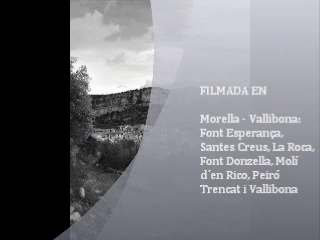 FILMADA EN
Morella - Vallibona:
Font Esperança,
Santes Creus, La Roca,
Font Donzella, Molí
d´en Rico, Peiró
Trencat i Vallibona